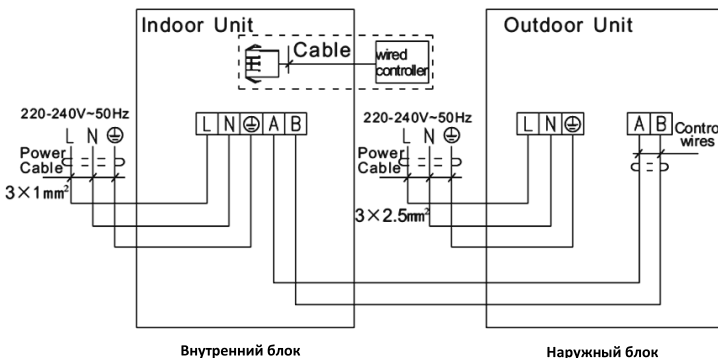 Indoor Unit
Outdoor Unit
Cable
wired
controller
220-240V~50Hz
L N
Power
Cable
3×1mm²
L N A B
220-240V~50Hz
L N
Power
Cable
3×2.5mm²
L N
A B
Contro
wires
Внутренний блок
Наружный блок